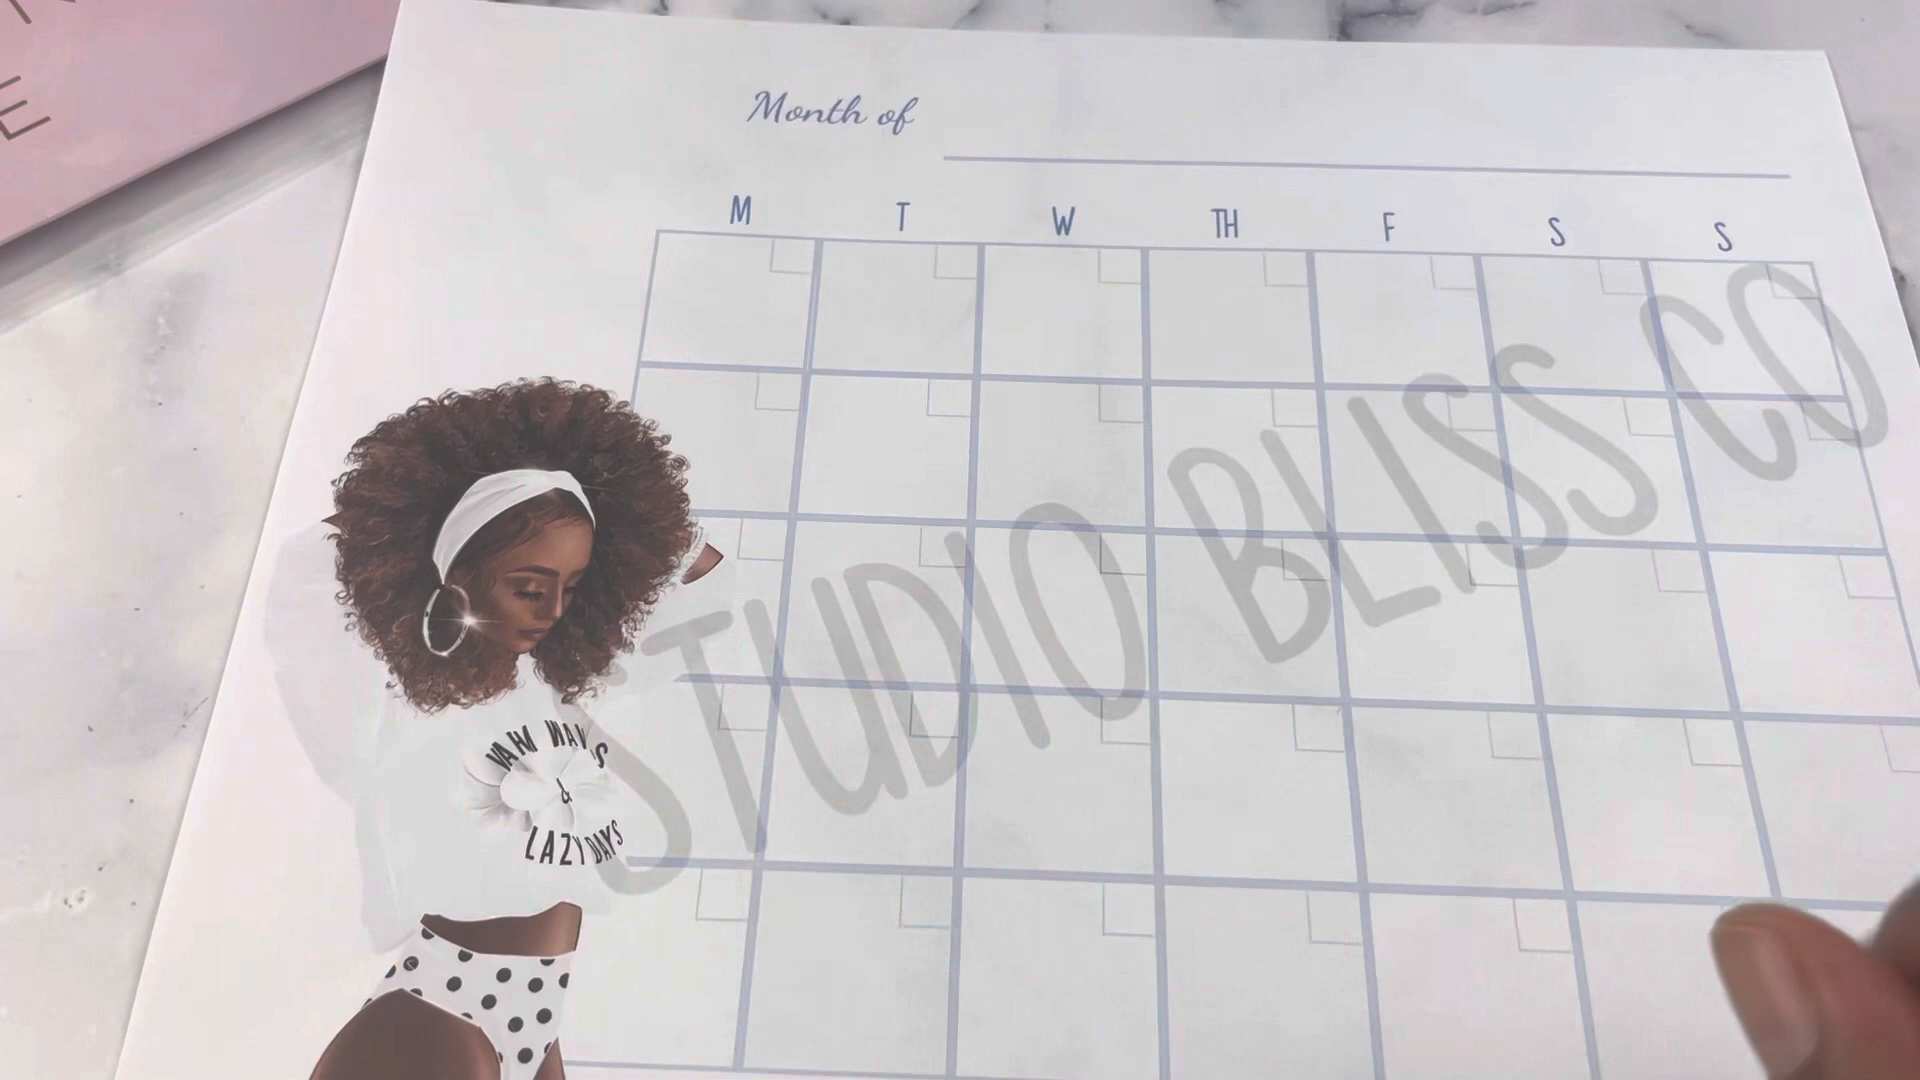 E
Month of
M T W TH F S S
STUDIO BLISS CO
&
LAZY DAYS